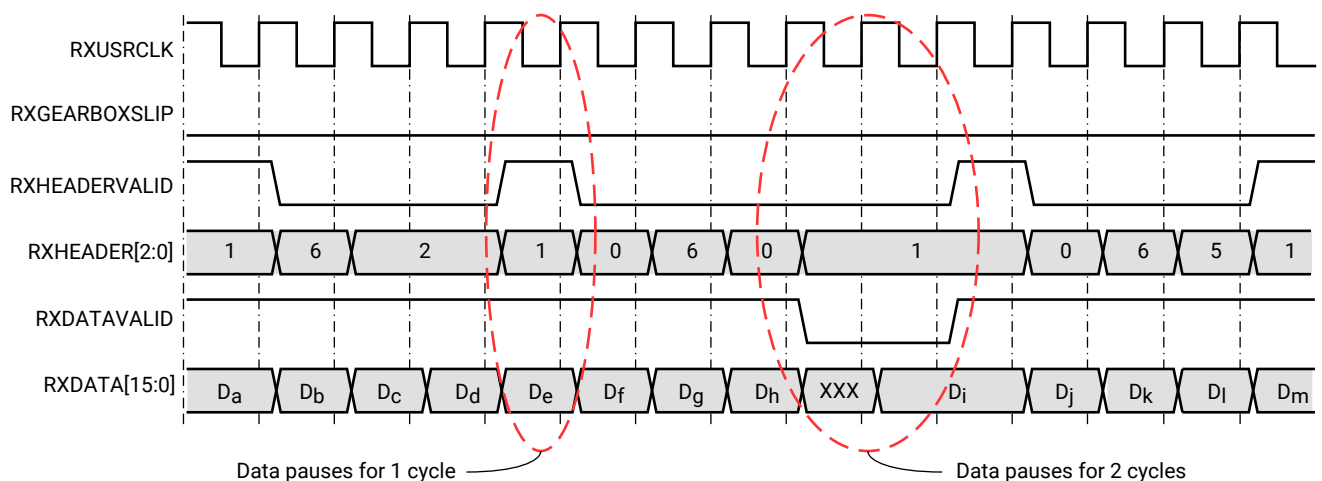 RXUSRCLK
RXGEARBOXSLIP
RXHEADERVALID
RXHEADER[2:0] 1 6 2 1 0 6 0 1 0 6 5 1
RXDATAVALID
RXDATA[15:0] Da Db Dc Dd De Df Dg Dh XXX Di Dj Dk Dl Dm
Data pauses for 1 cycle Data pauses for 2 cycles